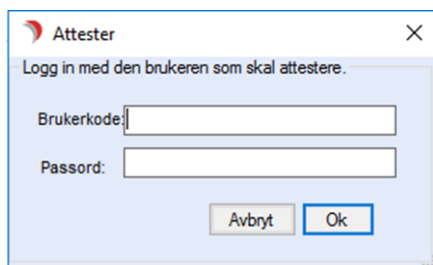 Attester
Logg in med den brukeren som skal attestere.
Brukerkode:
Passord:
Avbryt Ok